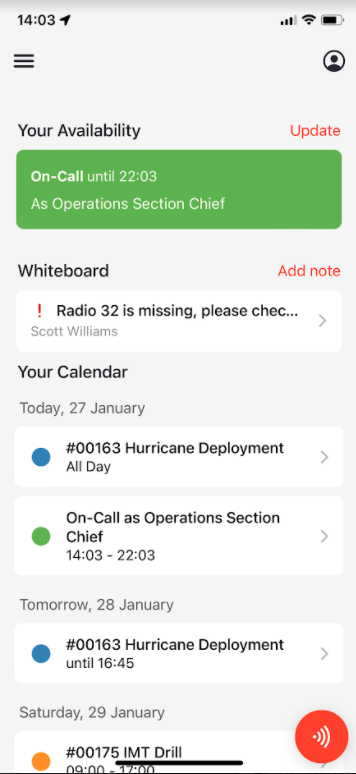 14:03
Your Availability Update
On-Call until 22:03
As Operations Section Chief
Whiteboard Add note
❗ Radio 32 is missing, please chec...
Scott Williams
Your Calendar
Today, 27 January
#00163 Hurricane Deployment
All Day
On-Call as Operations Section
Chief
14:03 - 22:03
Tomorrow, 28 January
#00163 Hurricane Deployment
until 16:45
Saturday, 29 January
#00175 IMT Drill
09:00 - 17:00